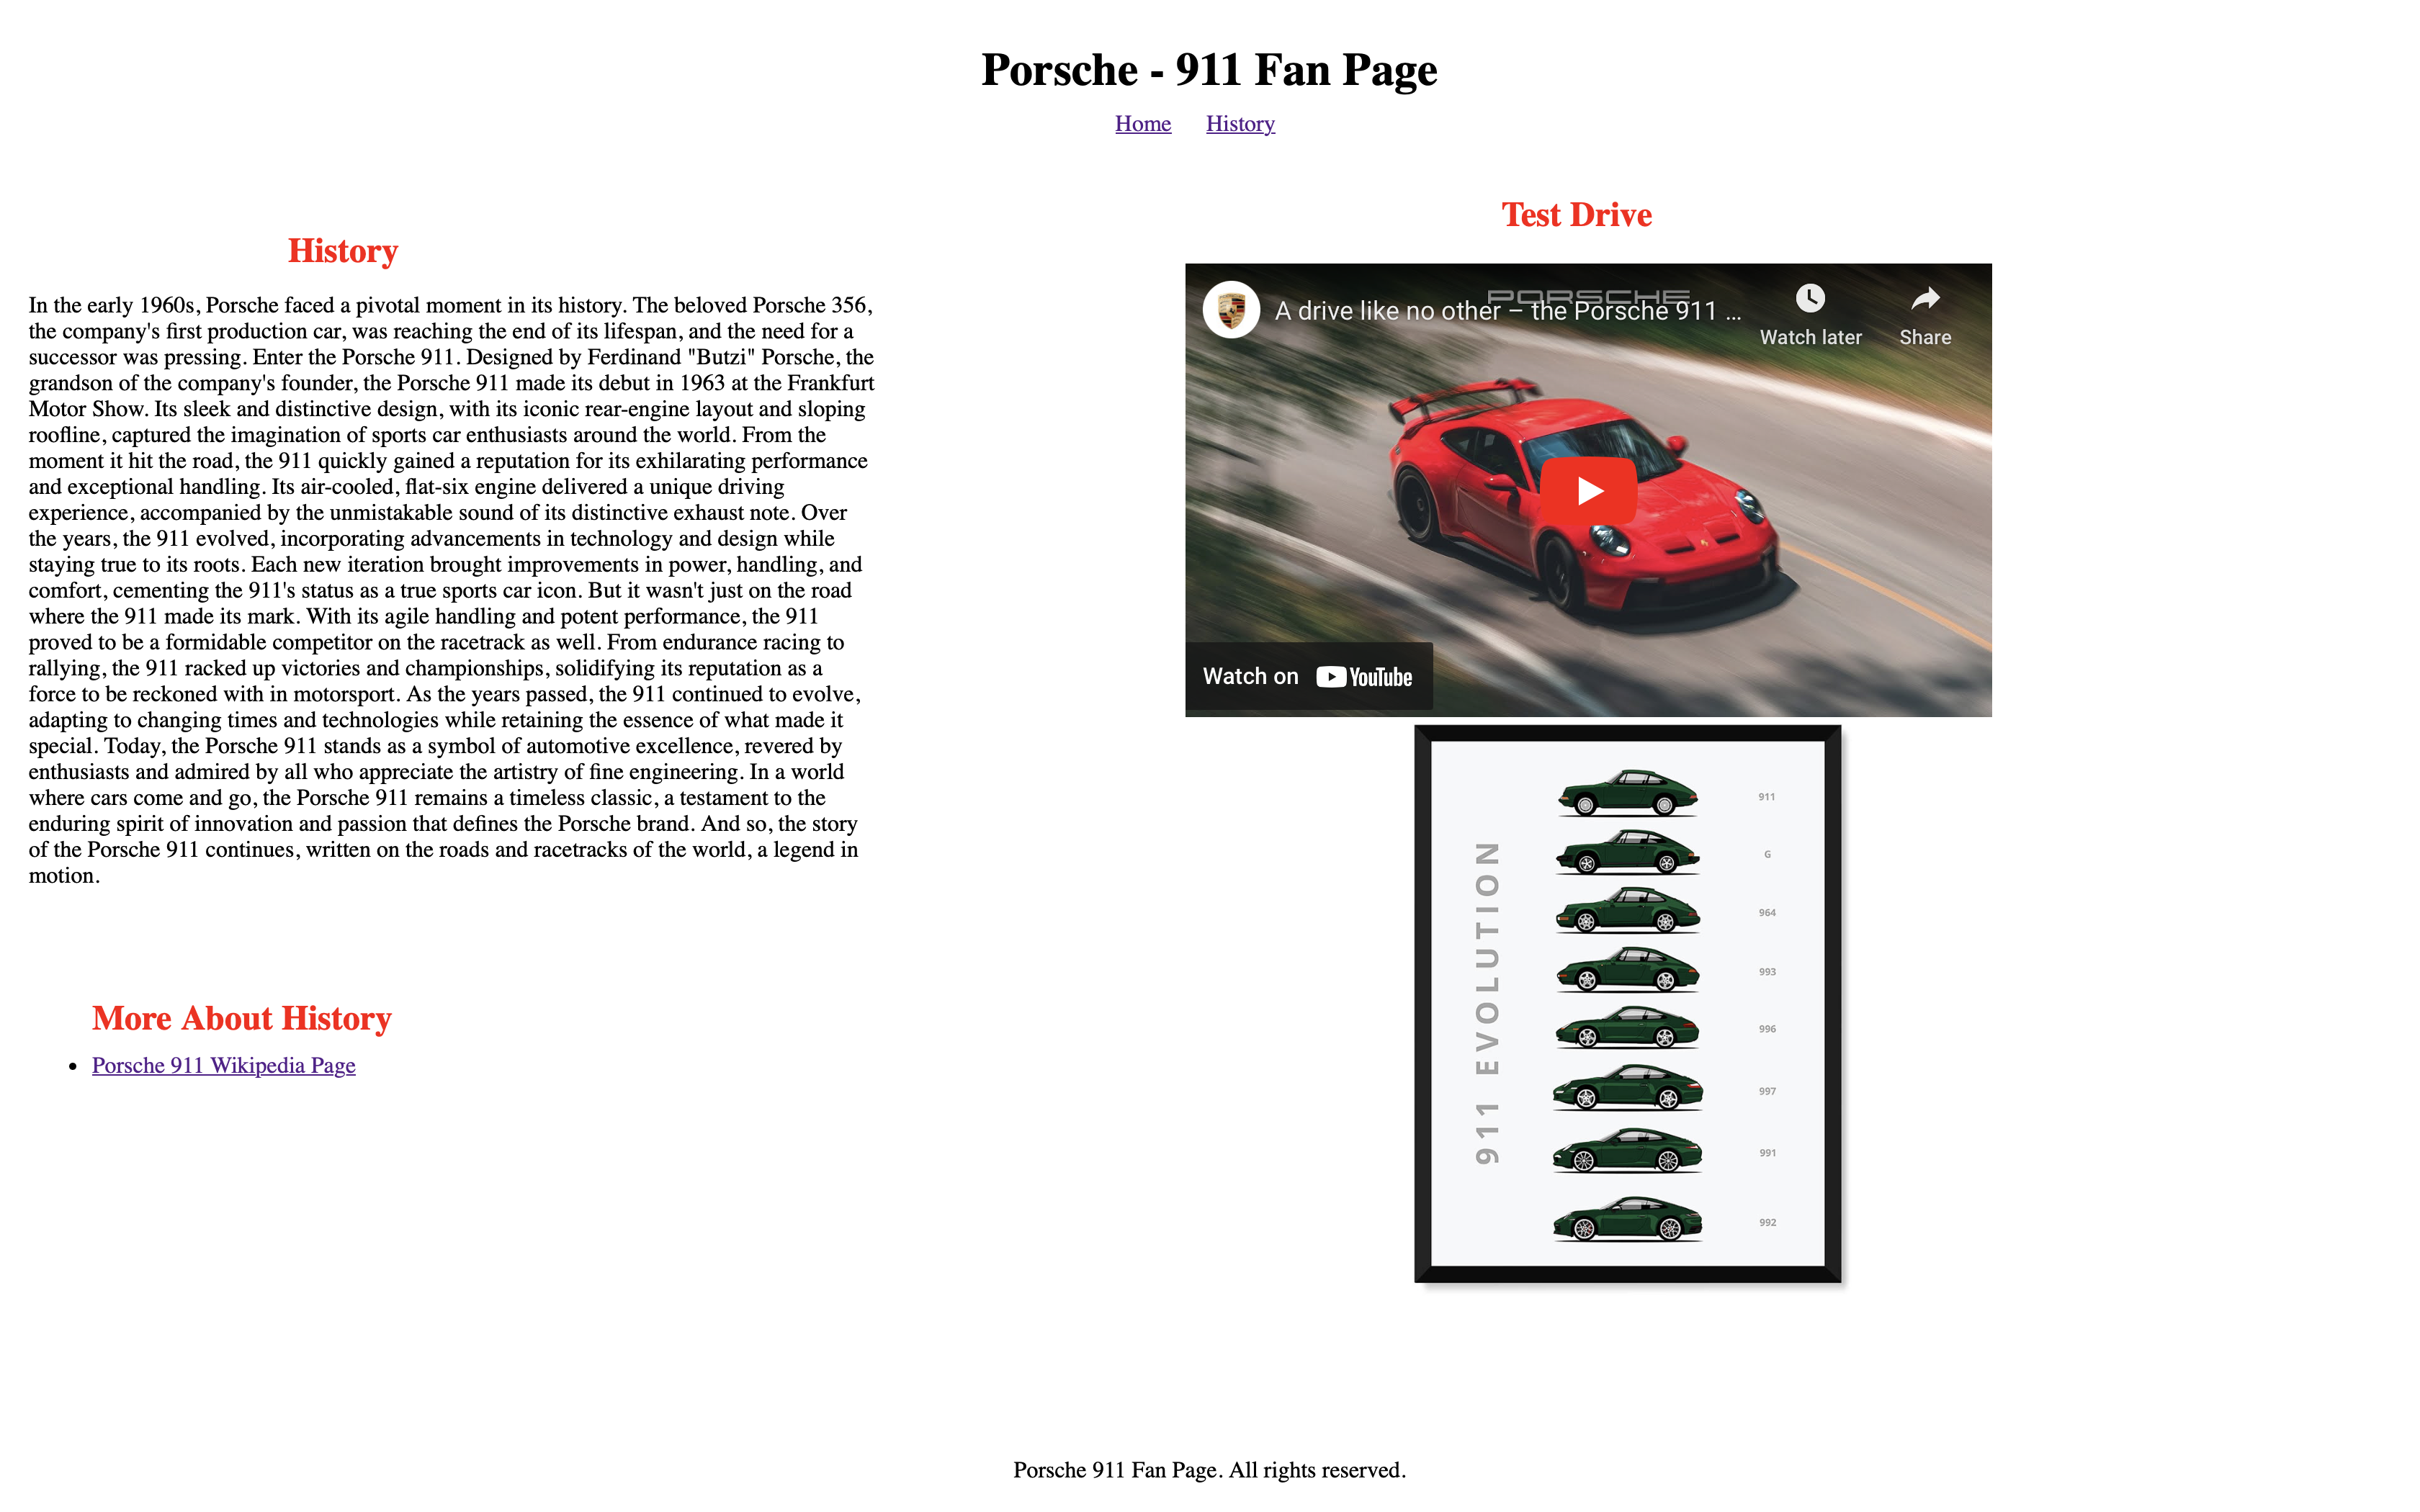 Porsche - 911 Fan Page
Home History
History
In the early 1960s, Porsche faced a pivotal moment in its history. The beloved Porsche 356,
the company's first production car, was reaching the end of its lifespan, and the need for a
successor was pressing. Enter the Porsche 911. Designed by Ferdinand "Butzi" Porsche, the
grandson of the company's founder, the Porsche 911 made its debut in 1963 at the Frankfurt
Motor Show. Its sleek and distinctive design, with its iconic rear-engine layout and sloping
roofline, captured the imagination of sports car enthusiasts around the world. From the
moment it hit the road, the 911 quickly gained a reputation for its exhilarating performance
and exceptional handling. Its air-cooled, flat-six engine delivered a unique driving
experience, accompanied by the unmistakable sound of its distinctive exhaust note. Over
the years, the 911 evolved, incorporating advancements in technology and design while
staying true to its roots. Each new iteration brought improvements in power, handling, and
comfort, cementing the 911's status as a true sports car icon. But it wasn't just on the road
where the 911 made its mark. With its agile handling and potent performance, the 911
proved to be a formidable competitor on the racetrack as well. From endurance racing to
rallying, the 911 racked up victories and championships, solidifying its reputation as a
force to be reckoned with in motorsport. As the years passed, the 911 continued to evolve,
adapting to changing times and technologies while retaining the essence of what made it
special. Today, the Porsche 911 stands as a symbol of automotive excellence, revered by
enthusiasts and admired by all who appreciate the artistry of fine engineering. In a world
where cars come and go, the Porsche 911 remains a timeless classic, a testament to the
enduring spirit of innovation and passion that defines the Porsche brand. And so, the story
of the Porsche 911 continues, written on the roads and racetracks of the world, a legend in
motion.
More About History
• Porsche 911 Wikipedia Page
Test Drive
PORSCHE
A drive like no other – the Porsche 911 ...
Watch later
Share
Watch on YouTube
911 EVOLUTION
911
G
964
993
996
997
991
992
Porsche 911 Fan Page. All rights reserved.